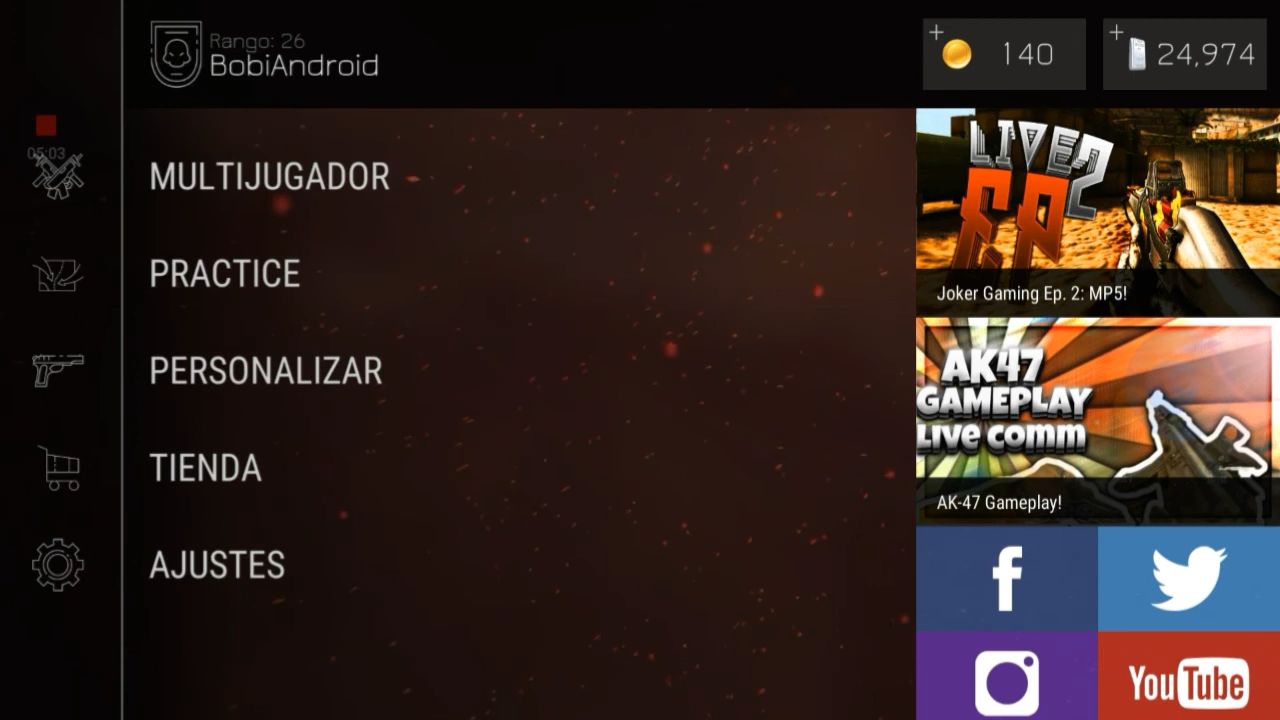 Rango: 26
BobiAndroid
140
24,974
05:03
MULTIJUGADOR
PRACTICE
PERSONALIZAR
TIENDA
AJUSTES
LIVE 2
EP
Joker Gaming Ep. 2: MP5!
AK47
GAMEPLAY
Live comm
AK-47 Gameplay!
f
YouTube